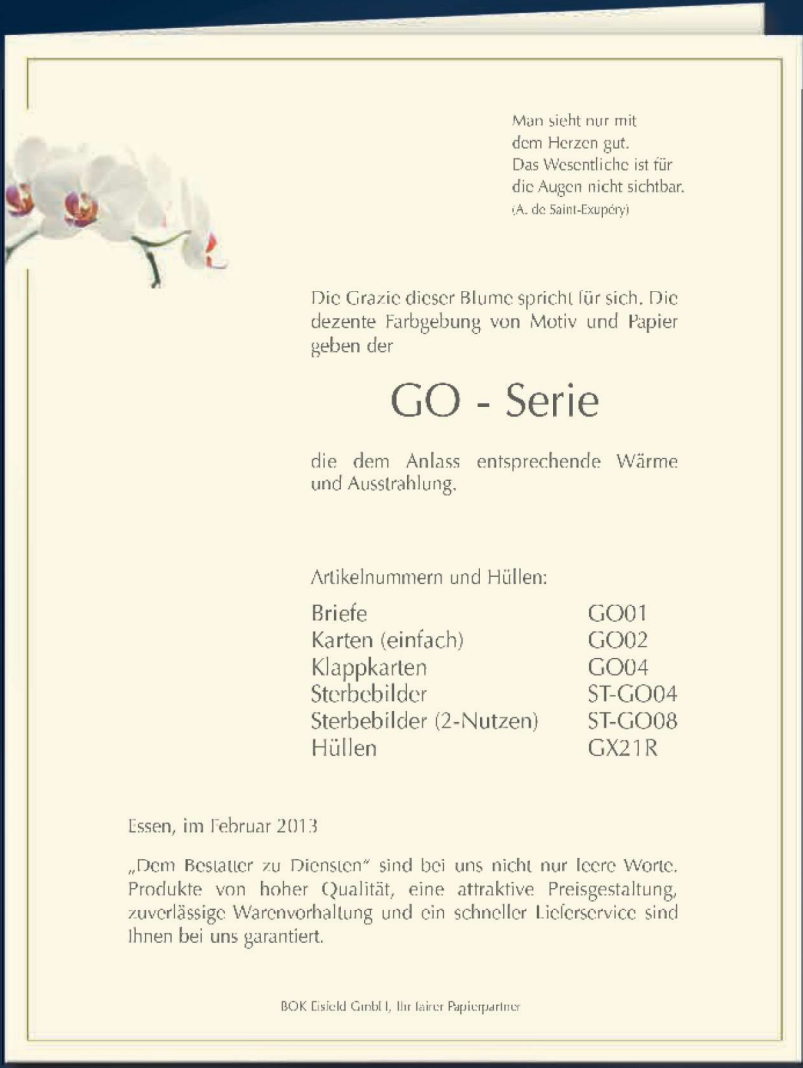 Man sieht nur mit
dem Herzen gut.
Das Wesentliche ist für
die Augen nicht sichtbar.
(A. de Saint-Exupéry)
Die Grazie dieser Blume spricht für sich. Die
dezente Farbgebung von Motiv und Papier
geben der
GO - Serie
die dem Anlass entsprechende Wärme
und Ausstrahlung.
Artikelnummern und Hüllen:
Briefe GO01
Karten (einfach) GO02
Klappkarten GO04
Sterbebilder ST-GO04
Sterbebilder (2-Nutzen) ST-GO08
Hüllen GX21R
Essen, im Februar 2013
„Dem Bestatter zu Diensten“ sind bei uns nicht nur leere Worte.
Produkte von hoher Qualität, eine attraktive Preisgestaltung,
zuverlässige Warenvorhaltung und ein schneller Lieferservice sind
Ihnen bei uns garantiert.
BOK Eisfeld GmbH, Ihr fairer Papierpartner